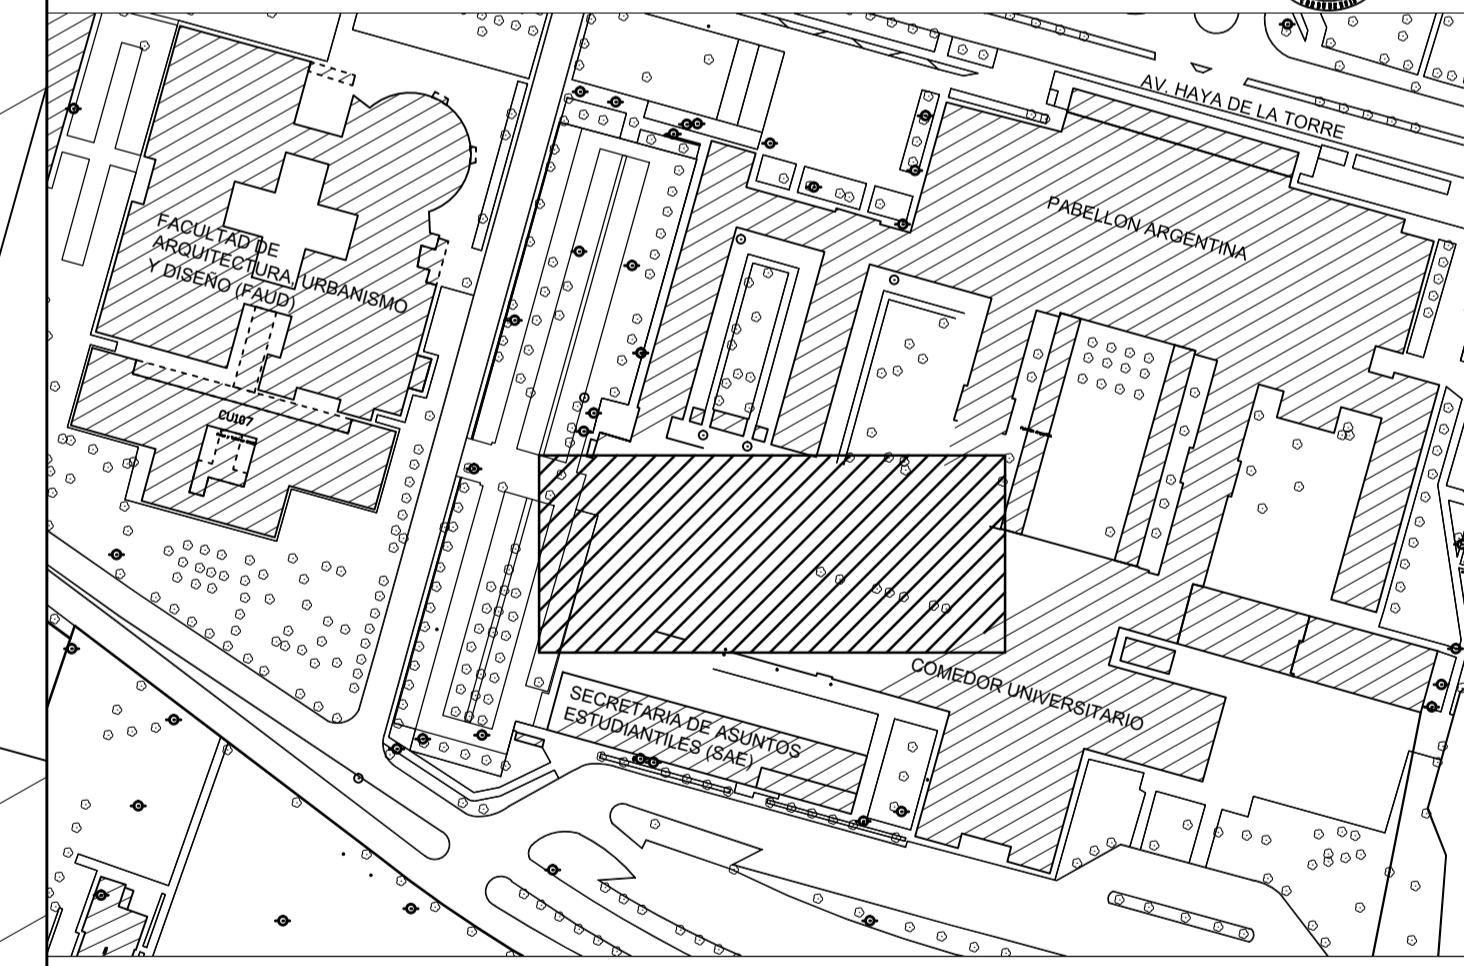 AV. HAYA DE LA TORRE
PABELLON ARGENTINA
FACULTAD DE
ARQUITECTURA, URBANISMO
Y DISEÑO (FAUD)
CU107
COMEDOR UNIVERSITARIO
SECRETARIA DE ASUNTOS
ESTUDIANTILES (SAE)